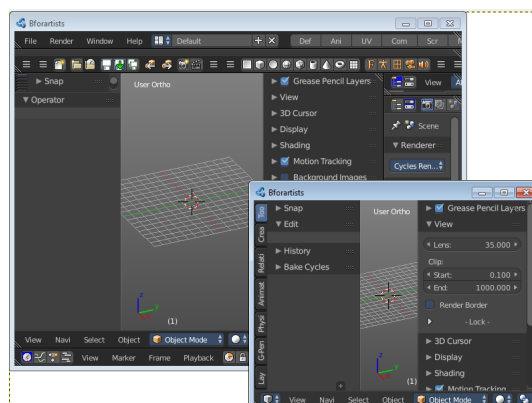 Bforartists
File Render Window Help Default Def Ani UV Com Scr
Snap
Operator
User Ortho
Grease Pencil Layers
View
3D Cursor
Display
Shading
Motion Tracking
Background Images
View
Scene
Renderer
Cycles Ren...
z
y
(1)
View Navi Select Object Object Mode
View Marker Frame Playback
Bforartists
Too
Crea
Relati
Animat
Physi
G-Pen
Lay
Snap
Edit
History
Bake Cycles
User Ortho
z
y
(1)
Grease Pencil Layers
View
Lens: 35.000
Clip:
Start: 0.100
End: 1000.000
Render Border
- Lock -
3D Cursor
Display
Shading
Motion Tracking
View Navi Select Object Object Mode